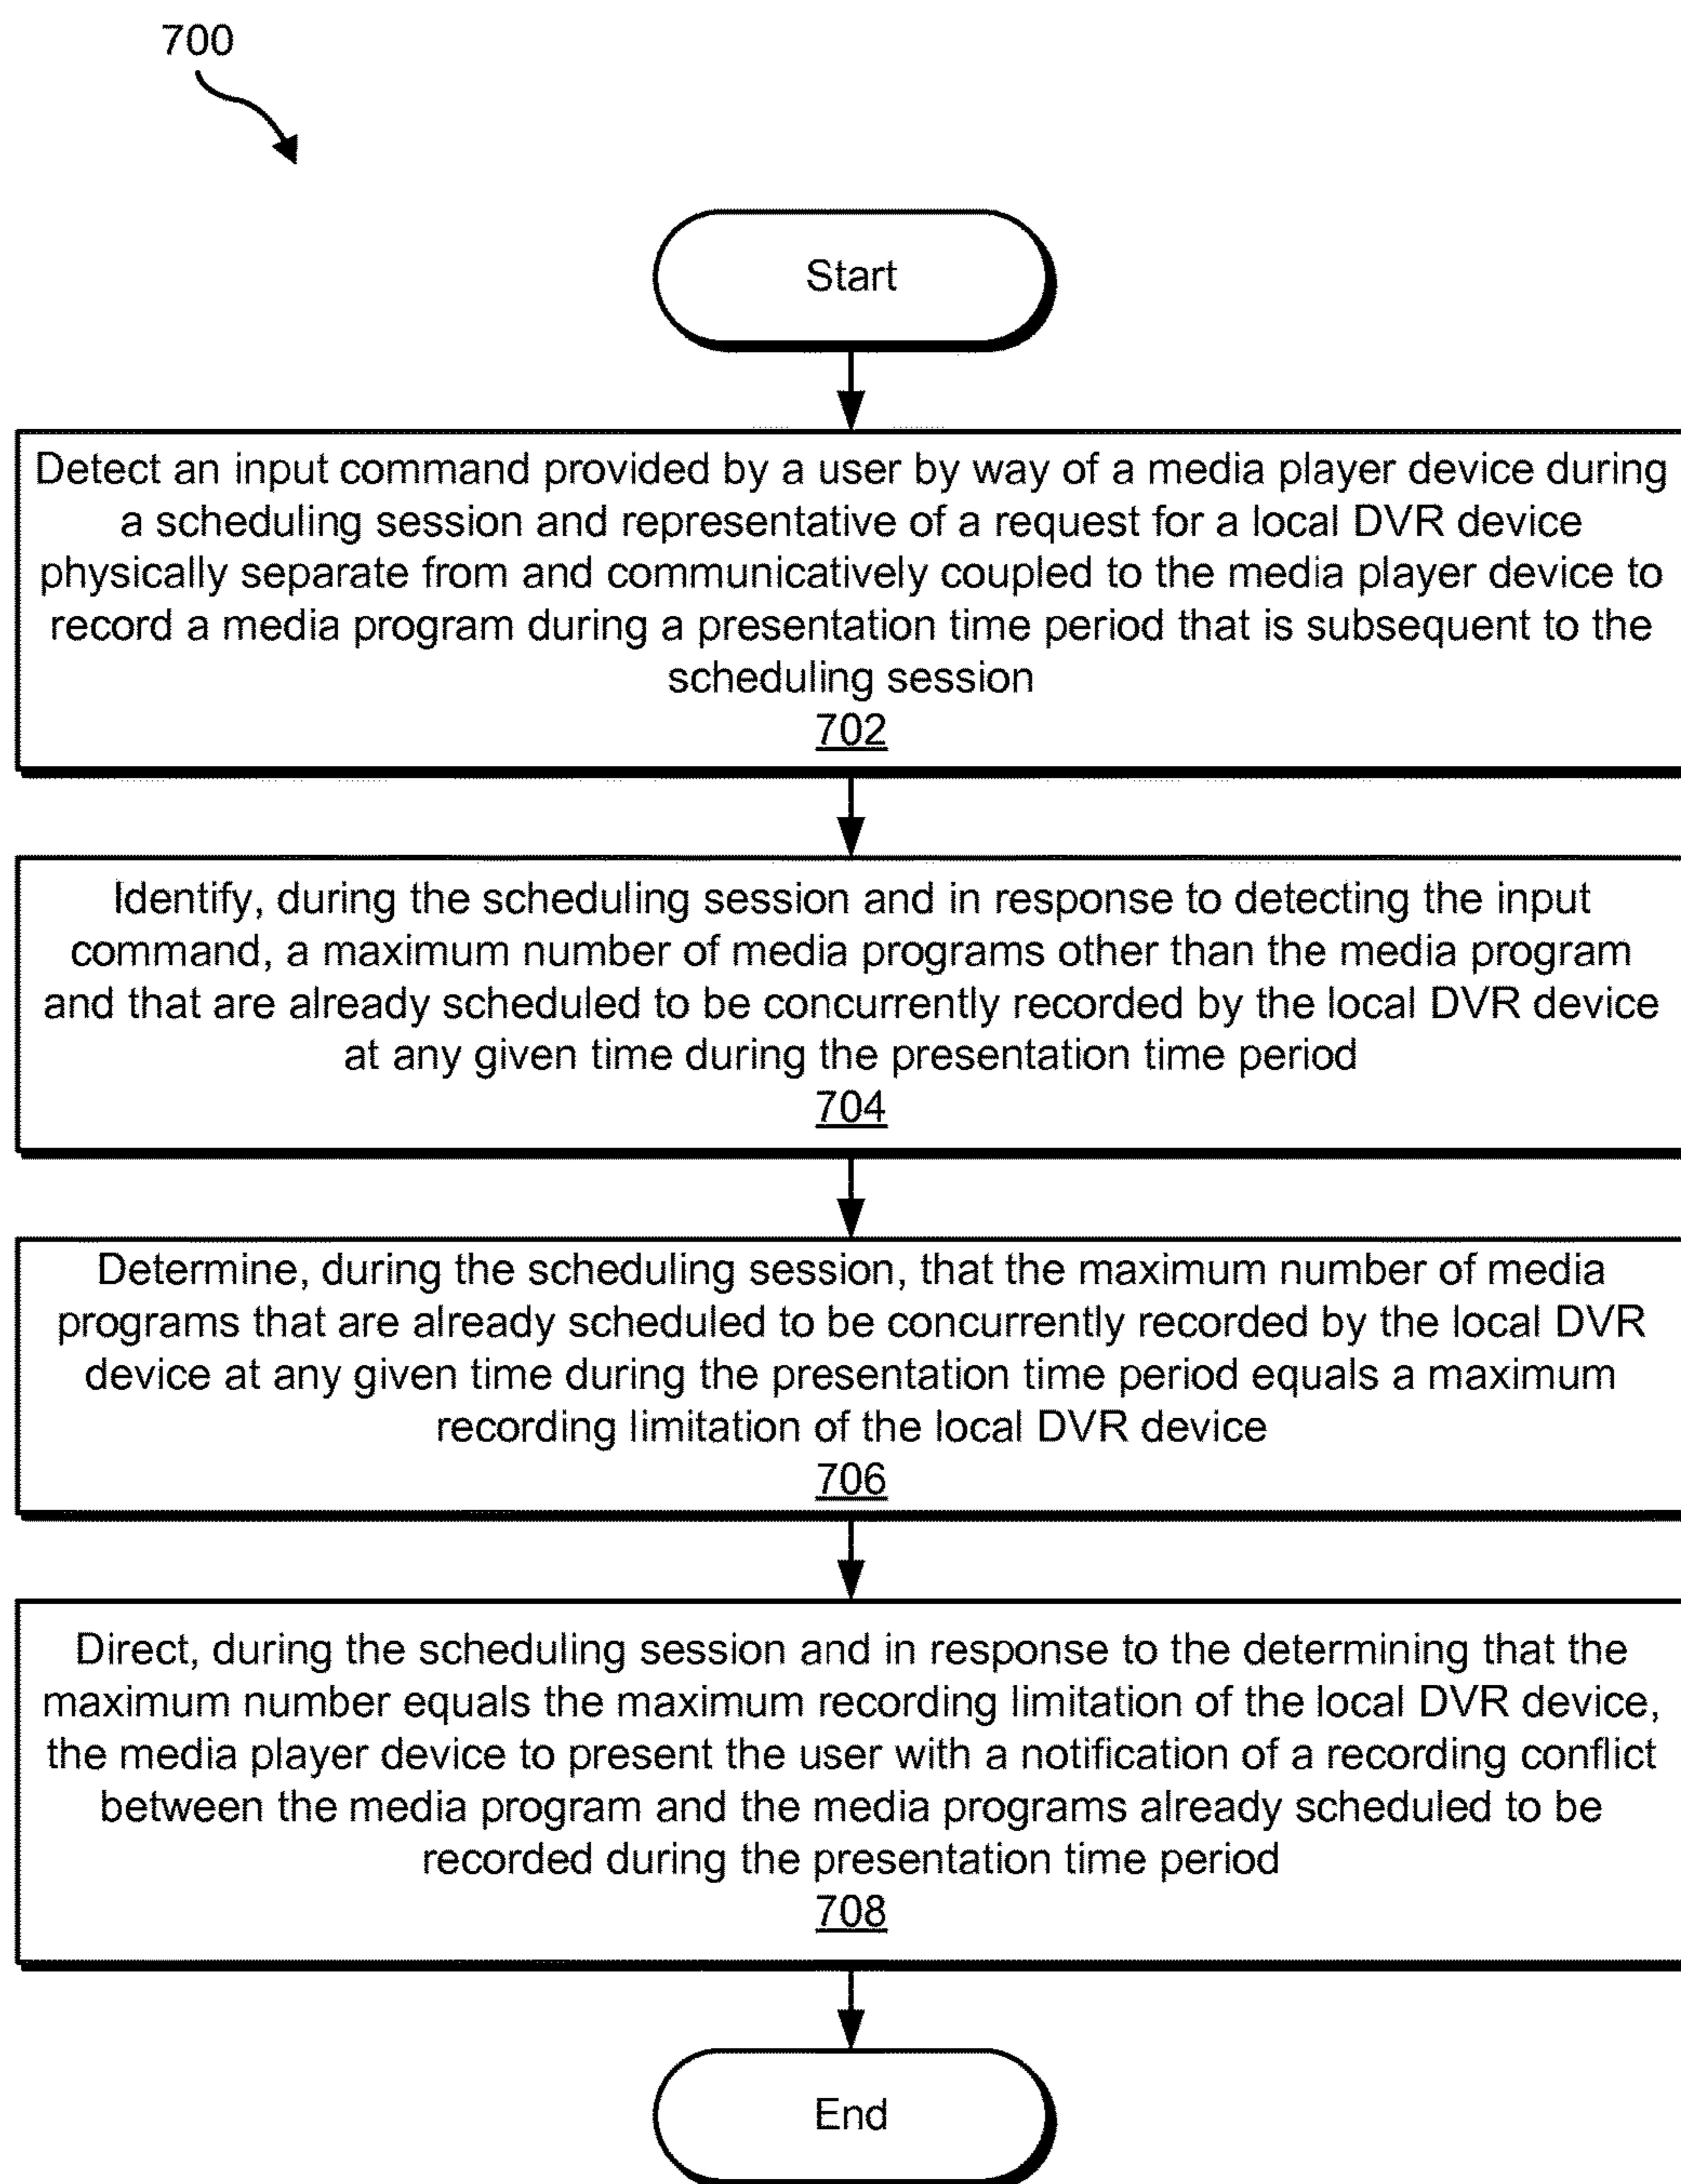 700
Start
Detect an input command provided by a user by way of a media player device during
a scheduling session and representative of a request for a local DVR device
physically separate from and communicatively coupled to the media player device to
record a media program during a presentation time period that is subsequent to the
scheduling session
702
Identify, during the scheduling session and in response to detecting the input
command, a maximum number of media programs other than the media program
and that are already scheduled to be concurrently recorded by the local DVR device
at any given time during the presentation time period
704
Determine, during the scheduling session, that the maximum number of media
programs that are already scheduled to be concurrently recorded by the local DVR
device at any given time during the presentation time period equals a maximum
recording limitation of the local DVR device
706
Direct, during the scheduling session and in response to the determining that the
maximum number equals the maximum recording limitation of the local DVR device,
the media player device to present the user with a notification of a recording conflict
between the media program and the media programs already scheduled to be
recorded during the presentation time period
708
End